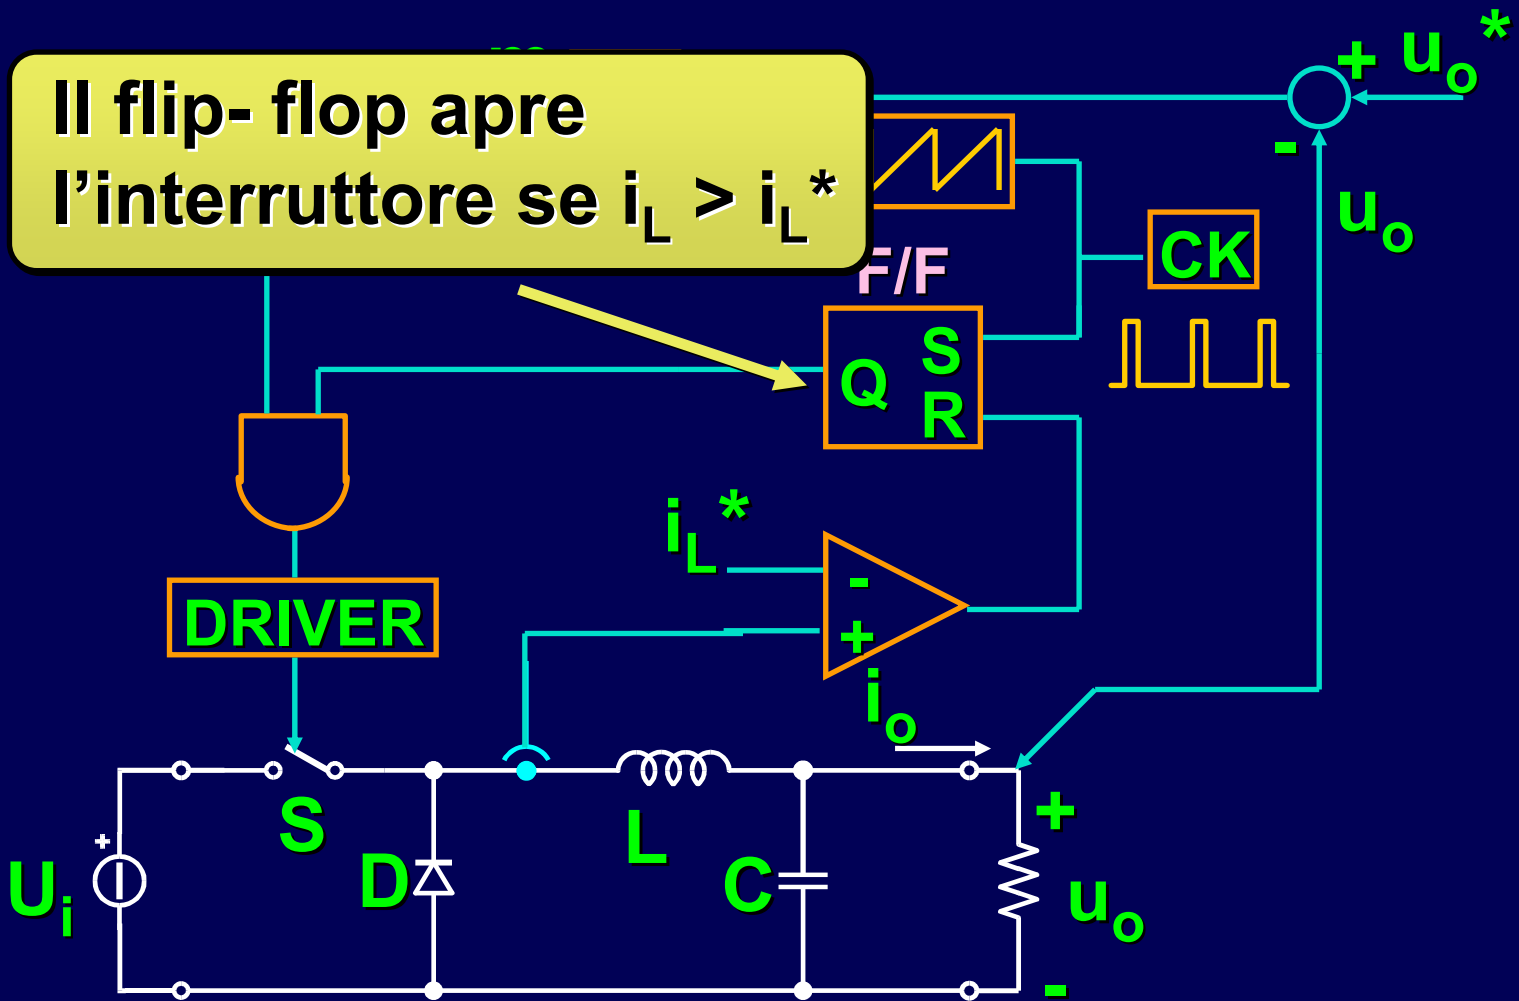 Il flip- flop apre
l’interruttore se iL > iL*
+ uo*
-
uo
CK
F/F
Q S
R
iL*
-
+
DRIVER
io
S
L
+
+
Ui
D
C
uo
-